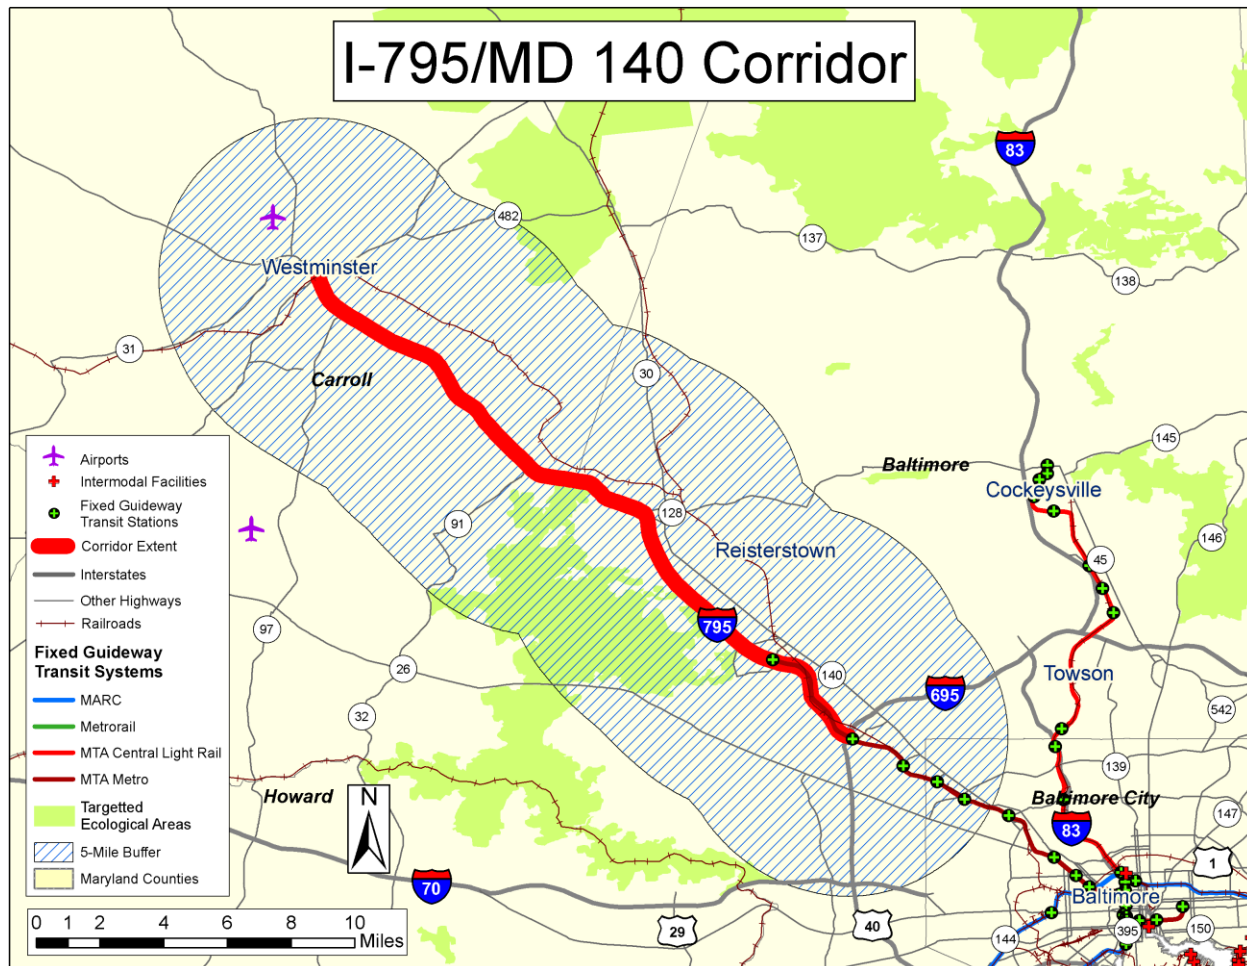 I-795/MD 140 Corridor
83
482
137
138
Westminster
31
30
Carroll
145
Baltimore
Cockeysville
128
91
146
Reisterstown
45
795
97
26
140
Towson
695
32
542
139
Howard
Baltimore City
147
83
1
70
Baltimore
29
40
144
395
150
Airports
Intermodal Facilities
Fixed Guideway
Transit Stations
Corridor Extent
Interstates
Other Highways
Railroads
Fixed Guideway
Transit Systems
MARC
Metrorail
MTA Central Light Rail
MTA Metro
Targetted
Ecological Areas
5-Mile Buffer
Maryland Counties
N
0 1 2 4 6 8 10
Miles